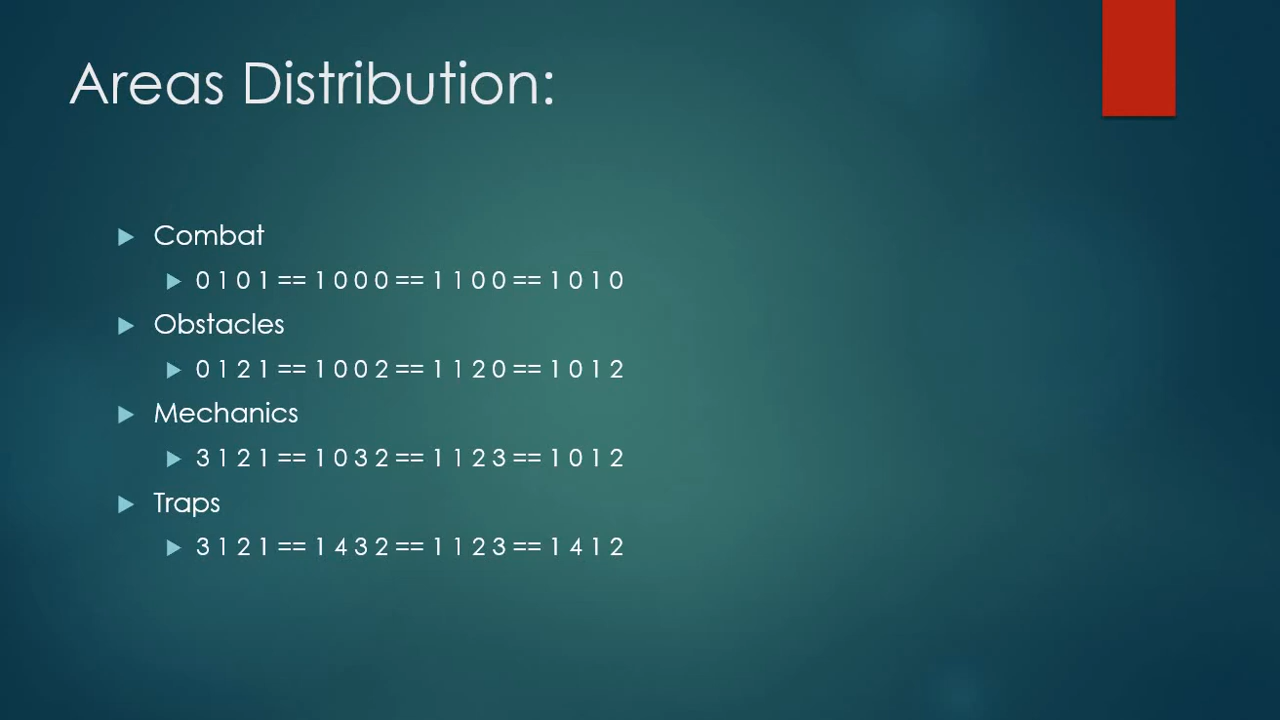 Areas Distribution:
Combat
0 1 0 1 == 1 0 0 0 == 1 1 0 0 == 1 0 1 0
Obstacles
0 1 2 1 == 1 0 0 2 == 1 1 2 0 == 1 0 1 2
Mechanics
3 1 2 1 == 1 0 3 2 == 1 1 2 3 == 1 0 1 2
Traps
3 1 2 1 == 1 4 3 2 == 1 1 2 3 == 1 4 1 2